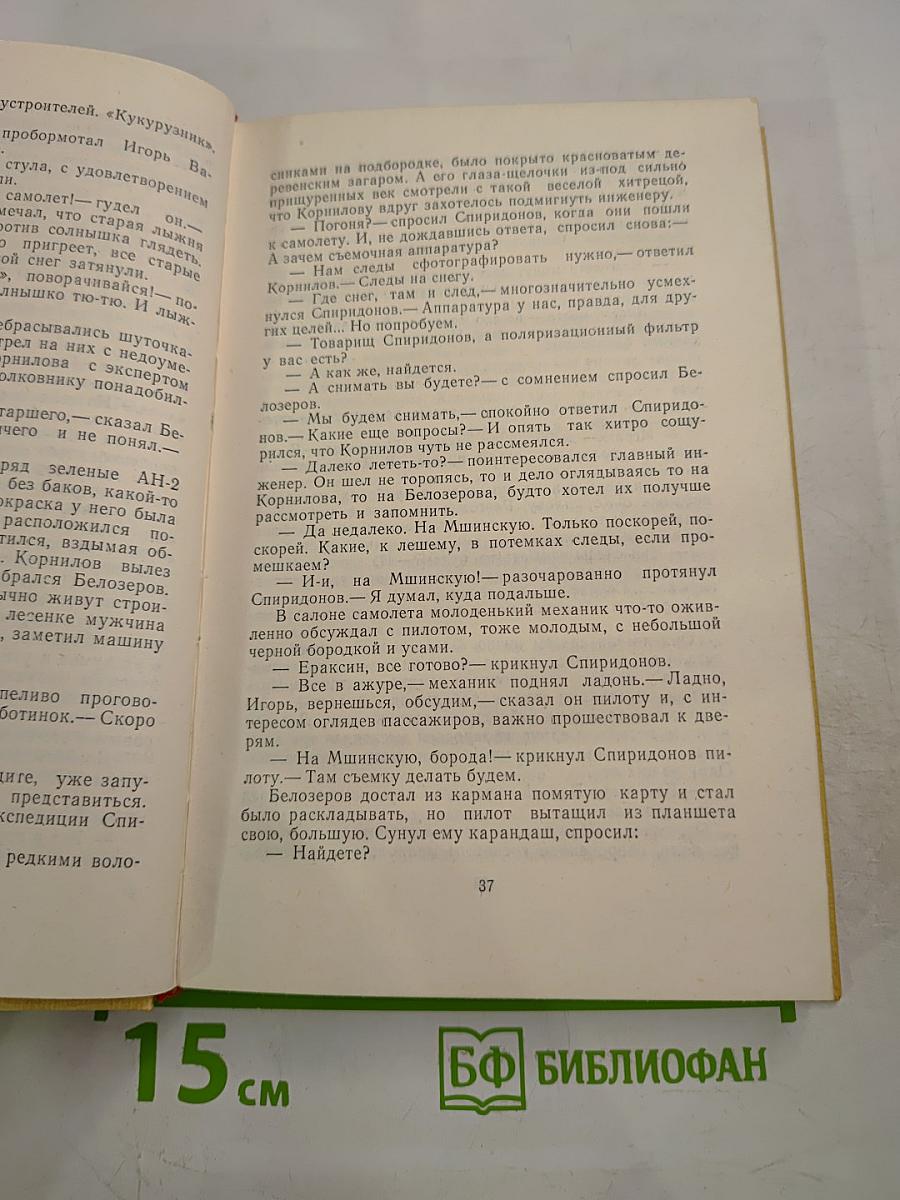 устроителей. «Кукурузник».
пробормотал Игорь Ва-
стула, с удовлетворением
ли.
самолет!— гудел он.—
мечал, что старая лыжня
ротив солнышка глядеть.
о пригреет, все старые
ой снег затянули.
», поворачивайся!— по-
лнышко тю-тю. И лыж-
ебрасывались шуточка-
трел на них с недоуме-
орнилова с экспертом
олковнику понадобил-
таршего,— сказал Бе-
ичего и не понял.—
ряд зеленые АН-2
без баков, какой-то
окраска у него была
расположился по-
тился, вздымая об-
. Корнилов вылез
брался Белозеров.
ычно живут строи-
лесенке мужчина
, заметил машину
пеливо прогово-
ботинок.— Скоро
дите, уже запу-
представиться.
кспедиции Спи-
редкими воло-
синками на подбородке, было покрыто красноватым де-
ревенским загаром. А его глаза-щелочки из-под сильно
прищуренных век смотрели с такой веселой хитрецой,
что Корнилову вдруг захотелось подмигнуть инженеру.
— Погоня?— спросил Спиридонов, когда они пошли
к самолету. И, не дождавшись ответа, спросил снова:—
А зачем съемочная аппаратура?
— Нам следы сфотографировать нужно,— ответил
Корнилов.— Следы на снегу.
— Где снег, там и след,— многозначительно усмех-
нулся Спиридонов.— Аппаратура у нас, правда, для дру-
гих целей... Но попробуем.
— Товарищ Спиридонов, а поляризационный фильтр
у вас есть?
— А как же, найдется.
— А снимать вы будете?— с сомнением спросил Бе-
лозеров.
— Мы будем снимать,— спокойно ответил Спиридо-
нов.— Какие еще вопросы?— И опять так хитро сощу-
рился, что Корнилов чуть не рассмеялся.
— Далеко лететь-то?— поинтересовался главный ин-
женер. Он шел не торопясь, то и дело оглядываясь то на
Корнилова, то на Белозерова, будто хотел их получше
рассмотреть и запомнить.
— Да недалеко. На Мшинскую. Только поскорей, по-
скорей. Какие, к лешему, в потемках следы, если про-
мешкаем?
— И-и, на Мшинскую!— разочарованно протянул
Спиридонов.— Я думал, куда подальше.
В салоне самолета молоденький механик что-то ожив-
ленно обсуждал с пилотом, тоже молодым, с небольшой
черной бородкой и усами.
— Ераксин, все готово?— крикнул Спиридонов.
— Все в ажуре,— механик поднял ладонь.— Ладно,
Игорь, вернешься, обсудим,— сказал он пилоту и, с ин-
тересом оглядев пассажиров, важно прошествовал к две-
рям.
— На Мшинскую, борода!— крикнул Спиридонов пи-
лоту.— Там съемку делать будем.
Белозеров достал из кармана помятую карту и стал
было раскладывать, но пилот вытащил из планшета
свою, большую. Сунул ему карандаш, спросил:
— Найдете?
37
15 см
БФ БИБЛИОФАН